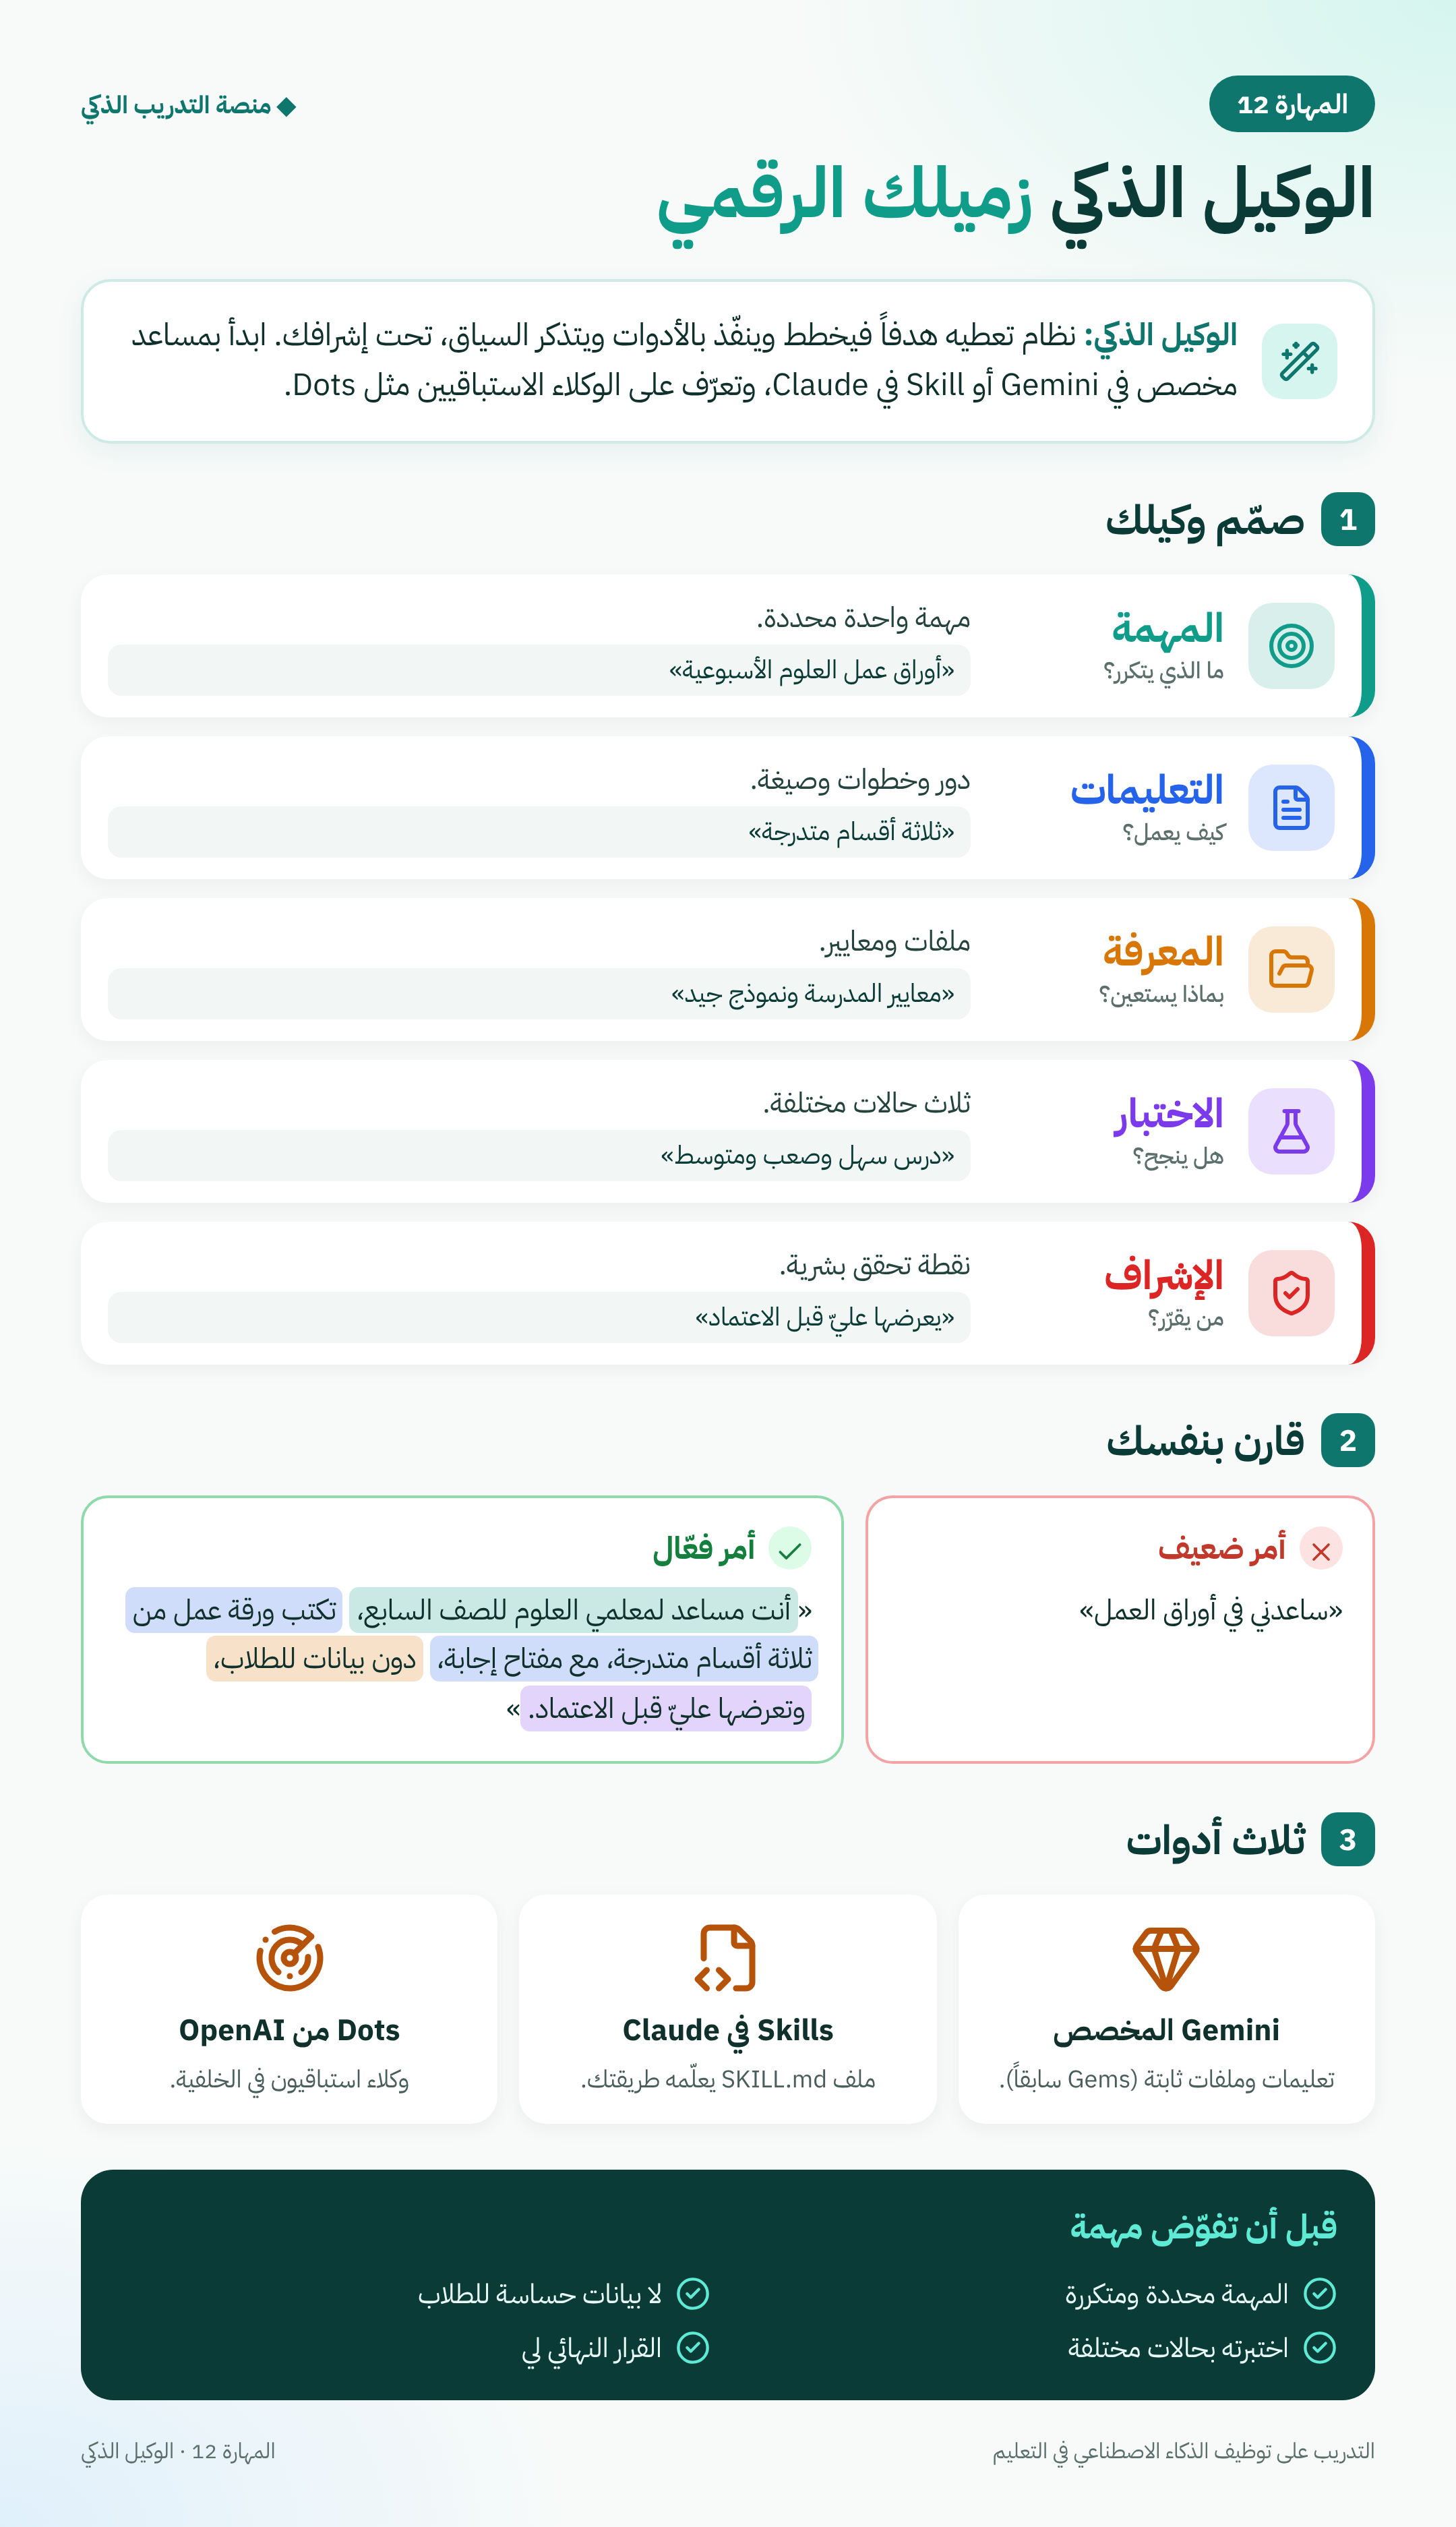 المهارة 12
◆ منصة التدريب الذكي
الوكيل الذكي زميلك الرقمي
الوكيل الذكي: نظام تعطيه هدفاً فيخطط وينفّذ بالأدوات ويتذكر السياق، تحت إشرافك. ابدأ بمساعد
مخصص في Gemini أو Skill في Claude، وتعرّف على الوكلاء الاستباقيين مثل Dots.
1 صمّم وكيلك
المهمة
ما الذي يتكرر؟
مهمة واحدة محددة.
«أوراق عمل العلوم الأسبوعية»
التعليمات
كيف يعمل؟
دور وخطوات وصيغة.
«ثلاثة أقسام متدرجة»
المعرفة
بماذا يستعين؟
ملفات ومعايير.
«معايير المدرسة ونموذج جيد»
الاختبار
هل ينجح؟
ثلاث حالات مختلفة.
«درس سهل وصعب ومتوسط»
الإشراف
من يقرّر؟
نقطة تحقق بشرية.
«يعرضها عليّ قبل الاعتماد»
2 قارن بنفسك
أمر ضعيف
«ساعدني في أوراق العمل»
أمر فعّال
«أنت مساعد لمعلمي العلوم للصف السابع، تكتب ورقة عمل من
ثلاثة أقسام متدرجة، مع مفتاح إجابة، دون بيانات للطلاب،
وتعرضها عليّ قبل الاعتماد.»
3 ثلاث أدوات
Gemini المخصص
تعليمات وملفات ثابتة (Gems سابقاً).
Skills في Claude
ملف SKILL.md يعلّمه طريقتك.
Dots من OpenAI
وكلاء استباقيون في الخلفية.
قبل أن تفوّض مهمة
المهمة محددة ومتكررة
لا بيانات حساسة للطلاب
اختبرته بحالات مختلفة
القرار النهائي لي
التدريب على توظيف الذكاء الاصطناعي في التعليم
المهارة 12 · الوكيل الذكي